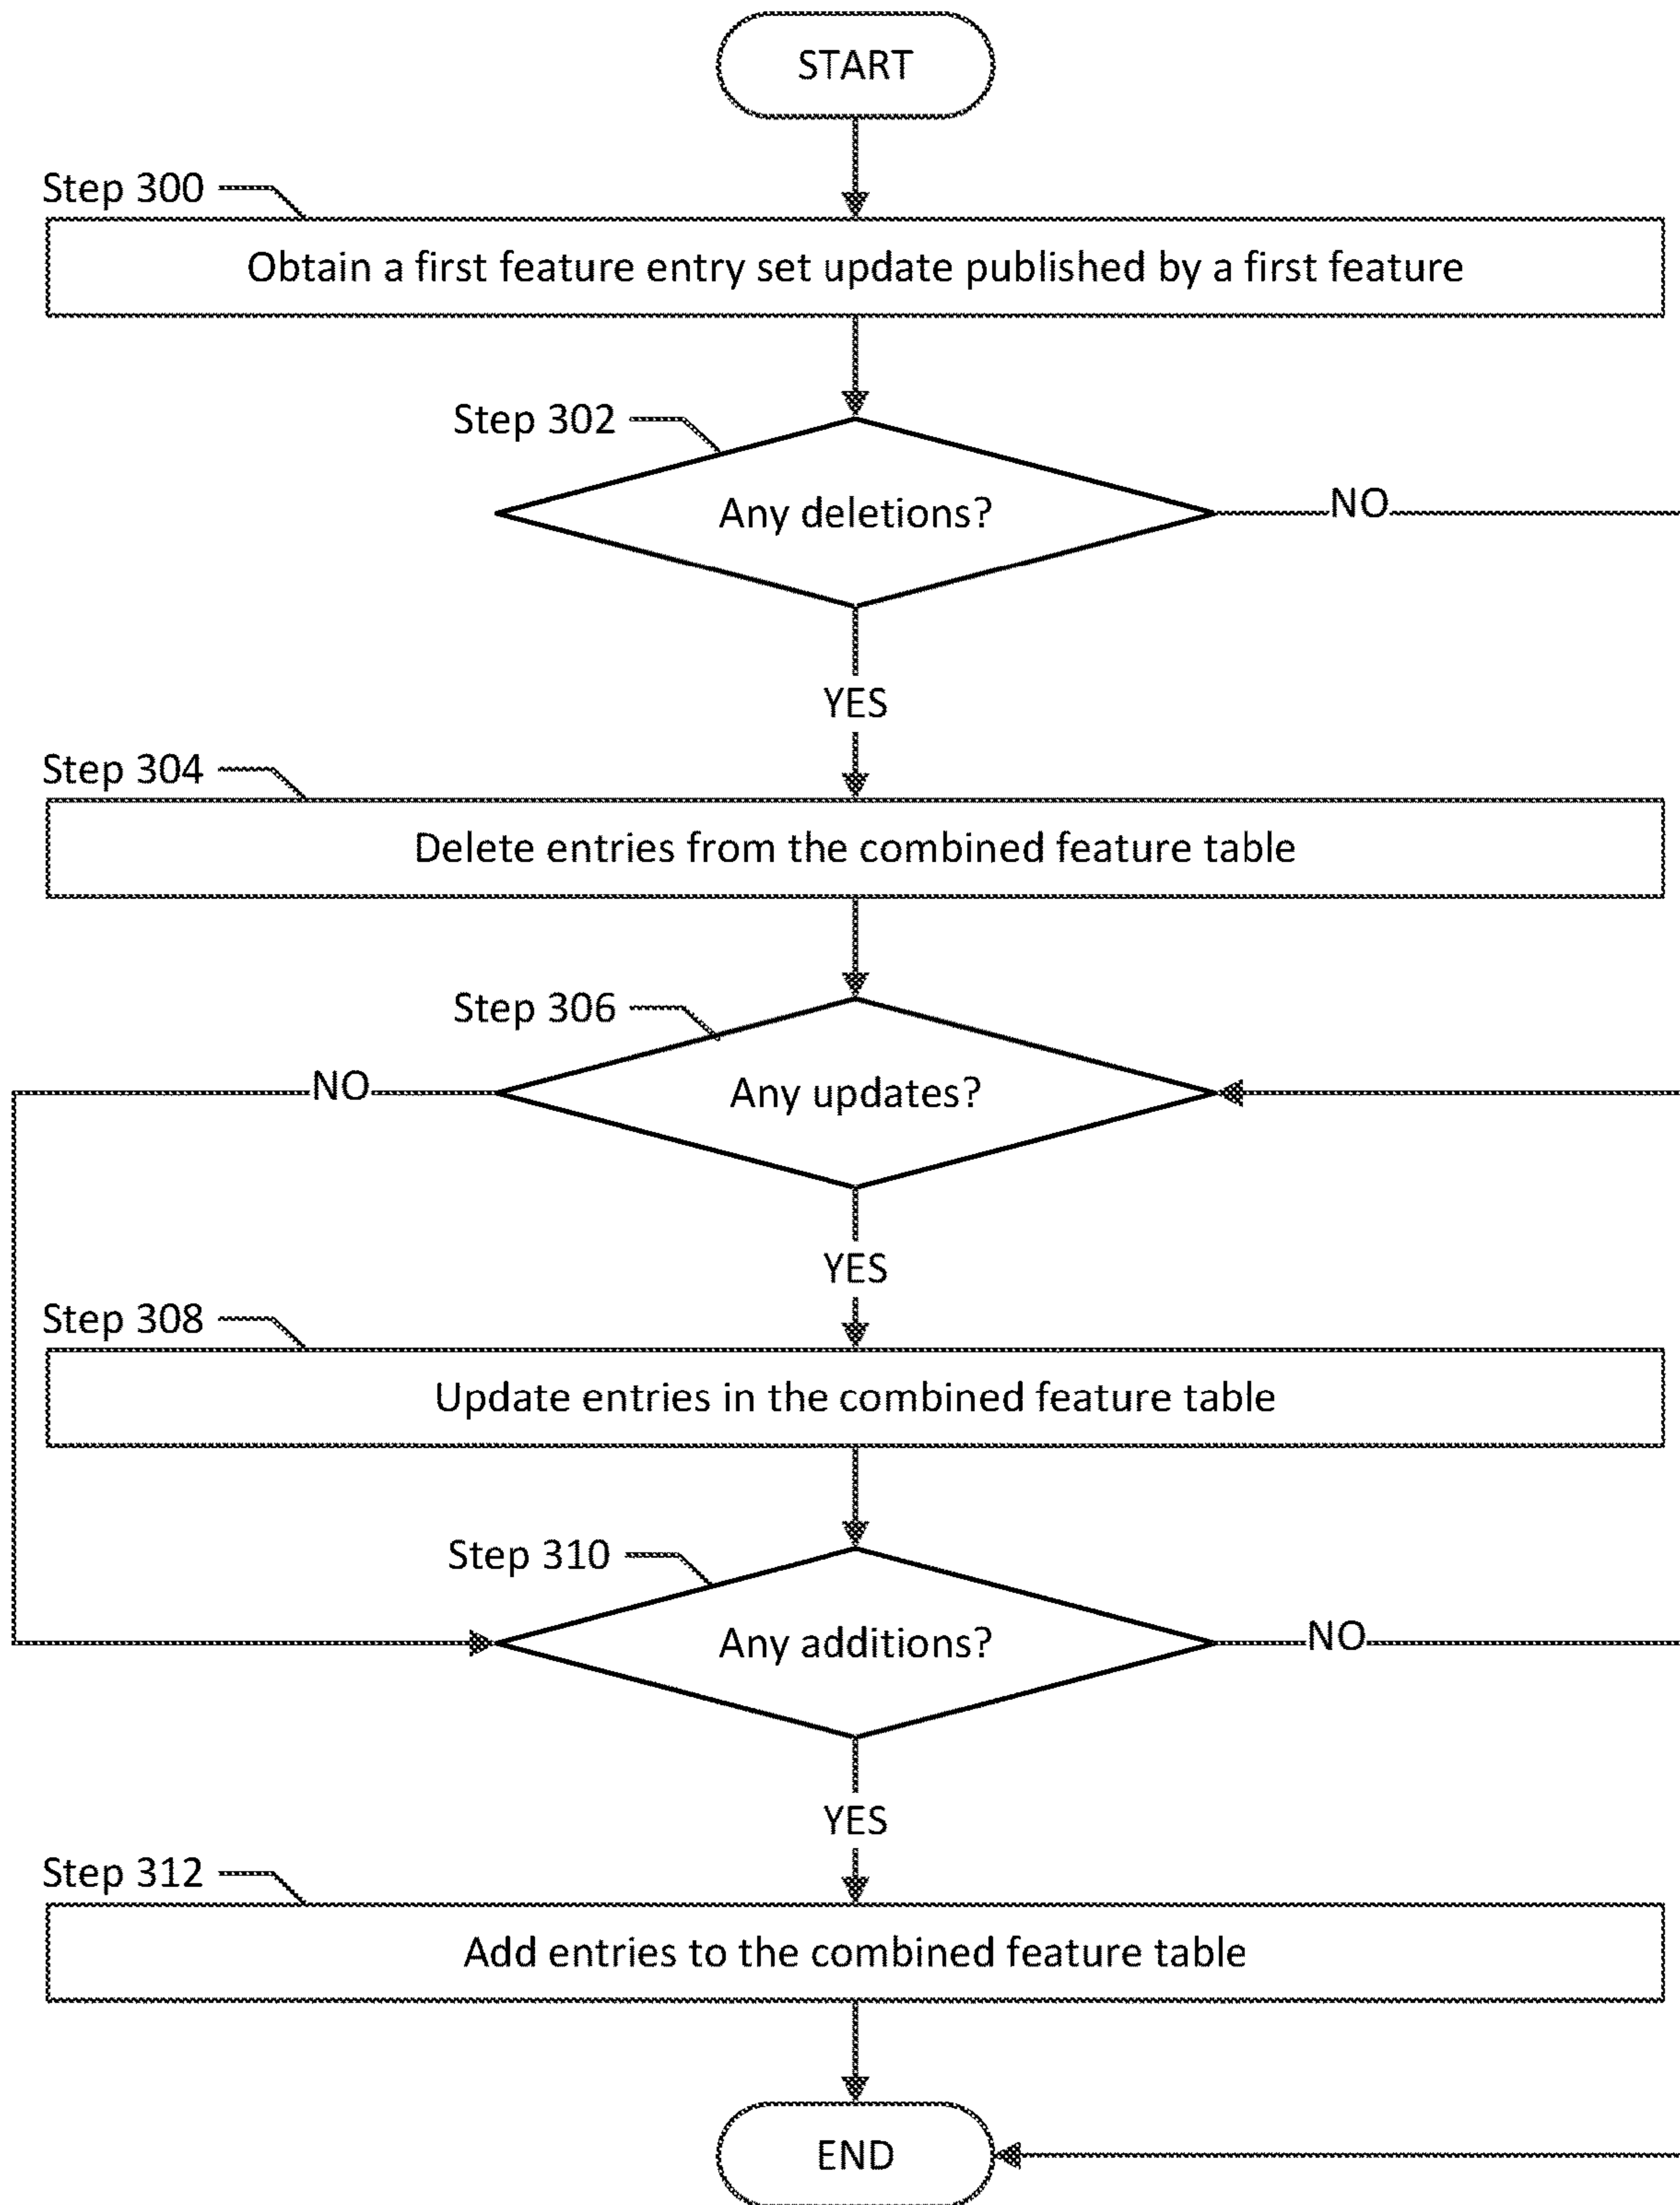 START
Step 300
Obtain a first feature entry set update published by a first feature
Step 302
Any deletions?
NO
YES
Step 304
Delete entries from the combined feature table
Step 306
NO
Any updates?
YES
Step 308
Update entries in the combined feature table
Step 310
Any additions?
NO
YES
Step 312
Add entries to the combined feature table
END